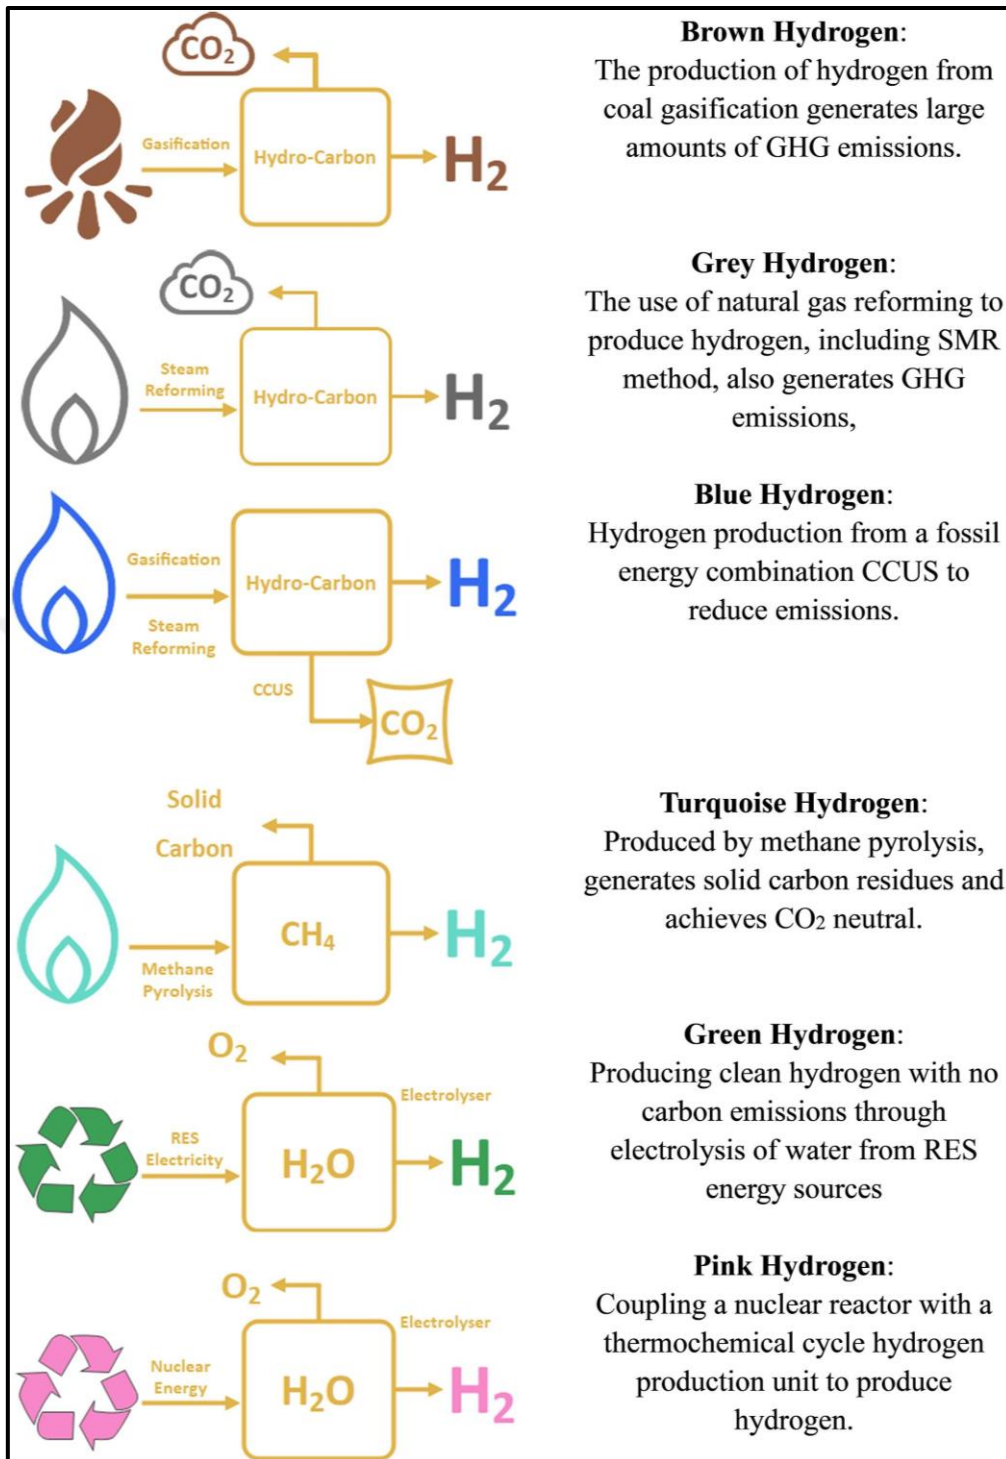 CO₂
Gasification
Hydro-Carbon
H₂
Brown Hydrogen:
The production of hydrogen from
coal gasification generates large
amounts of GHG emissions.
CO₂
Steam
Reforming
Hydro-Carbon
H₂
Grey Hydrogen:
The use of natural gas reforming to
produce hydrogen, including SMR
method, also generates GHG
emissions,
Gasification
Steam
Reforming
Hydro-Carbon
H₂
CCUS
CO₂
Blue Hydrogen:
Hydrogen production from a fossil
energy combination CCUS to
reduce emissions.
Solid
Carbon
Methane
Pyrolysis
CH₄
H₂
Turquoise Hydrogen:
Produced by methane pyrolysis,
generates solid carbon residues and
achieves CO₂ neutral.
O₂
RES
Electricity
H₂O
Electrolyser
H₂
Green Hydrogen:
Producing clean hydrogen with no
carbon emissions through
electrolysis of water from RES
energy sources
O₂
Nuclear
Energy
H₂O
Electrolyser
H₂
Pink Hydrogen:
Coupling a nuclear reactor with a
thermochemical cycle hydrogen
production unit to produce
hydrogen.